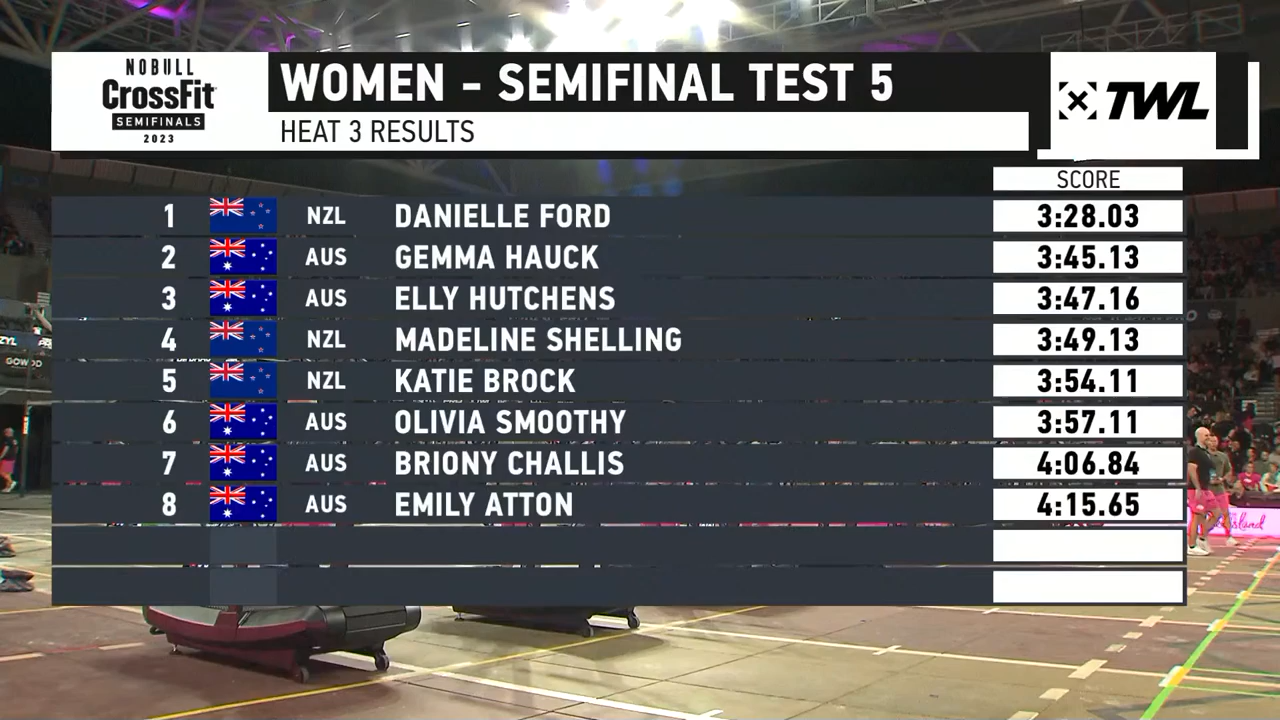 NOBULL
CrossFit
SEMIFINALS
2023
WOMEN - SEMIFINAL TEST 5
HEAT 3 RESULTS
TWL
SCORE
1 NZL DANIELLE FORD 3:28.03
2 AUS GEMMA HAUCK 3:45.13
3 AUS ELLY HUTCHENS 3:47.16
4 NZL MADELINE SHELLING 3:49.13
5 NZL KATIE BROCK 3:54.11
6 AUS OLIVIA SMOOTHY 3:57.11
7 AUS BRIONY CHALLIS 4:06.84
8 AUS EMILY ATTON 4:15.65
GOWOD